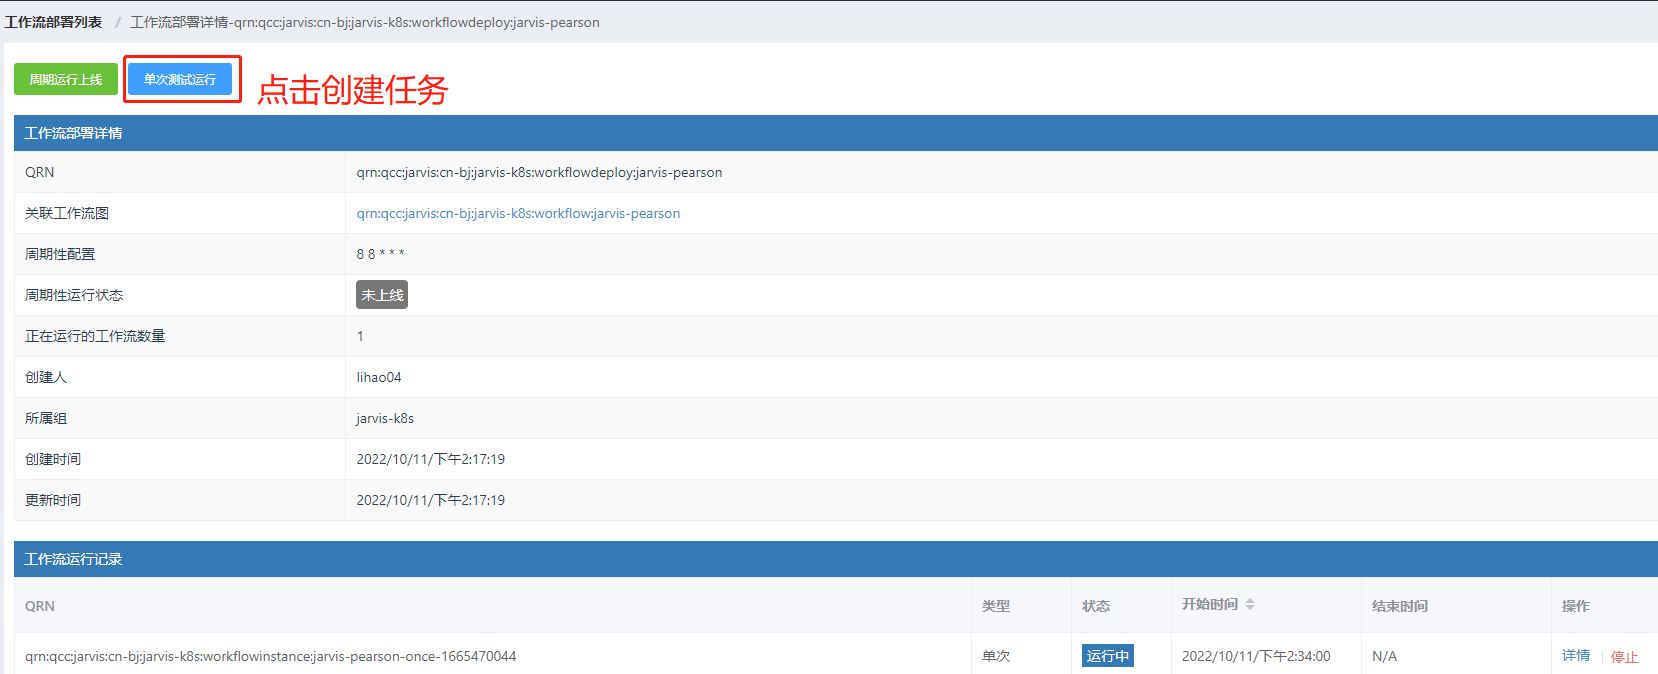 工作流部署列表 / 工作流部署详情-qrn:qcc:jarvis:cn-bj:jarvis-k8s:workflowdeploy:jarvis-pearson
周期运行上线 单次测试运行 点击创建任务
工作流部署详情
QRN qrn:qcc:jarvis:cn-bj:jarvis-k8s:workflowdeploy:jarvis-pearson
关联工作流图 qrn:qcc:jarvis:cn-bj:jarvis-k8s:workflow:jarvis-pearson
周期性配置 8 8 * * *
周期性运行状态 未上线
正在运行的工作流数量 1
创建人 lihao04
所属组 jarvis-k8s
创建时间 2022/10/11/下午2:17:19
更新时间 2022/10/11/下午2:17:19
工作流运行记录
QRN 类型 状态 开始时间 结束时间 操作
qrn:qcc:jarvis:cn-bj:jarvis-k8s:workflowinstance:jarvis-pearson-once-1665470044 单次 运行中 2022/10/11/下午2:34:00 N/A 详情 停止